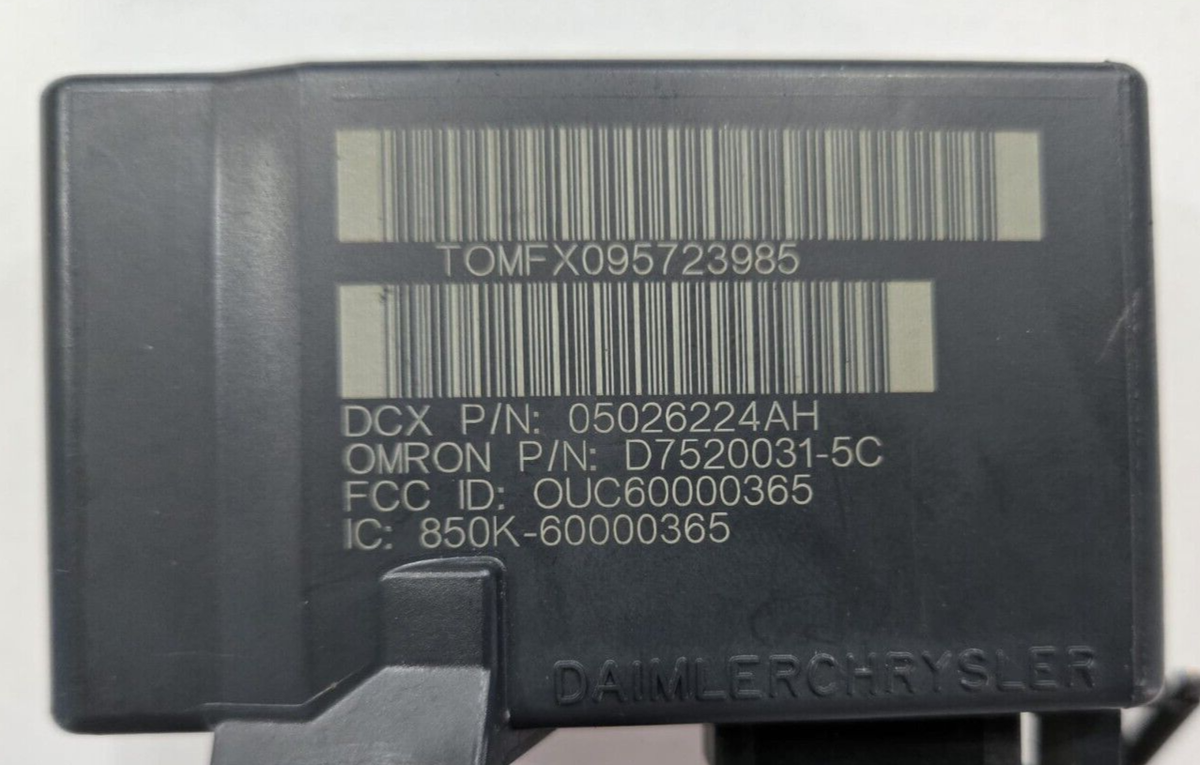 TOMFX095723985
DCX P/N: 05026224AH
OMRON P/N: D7520031-5C
FCC ID: OUC60000365
IC: 850K-60000365
DAIMLERCHRYSLER